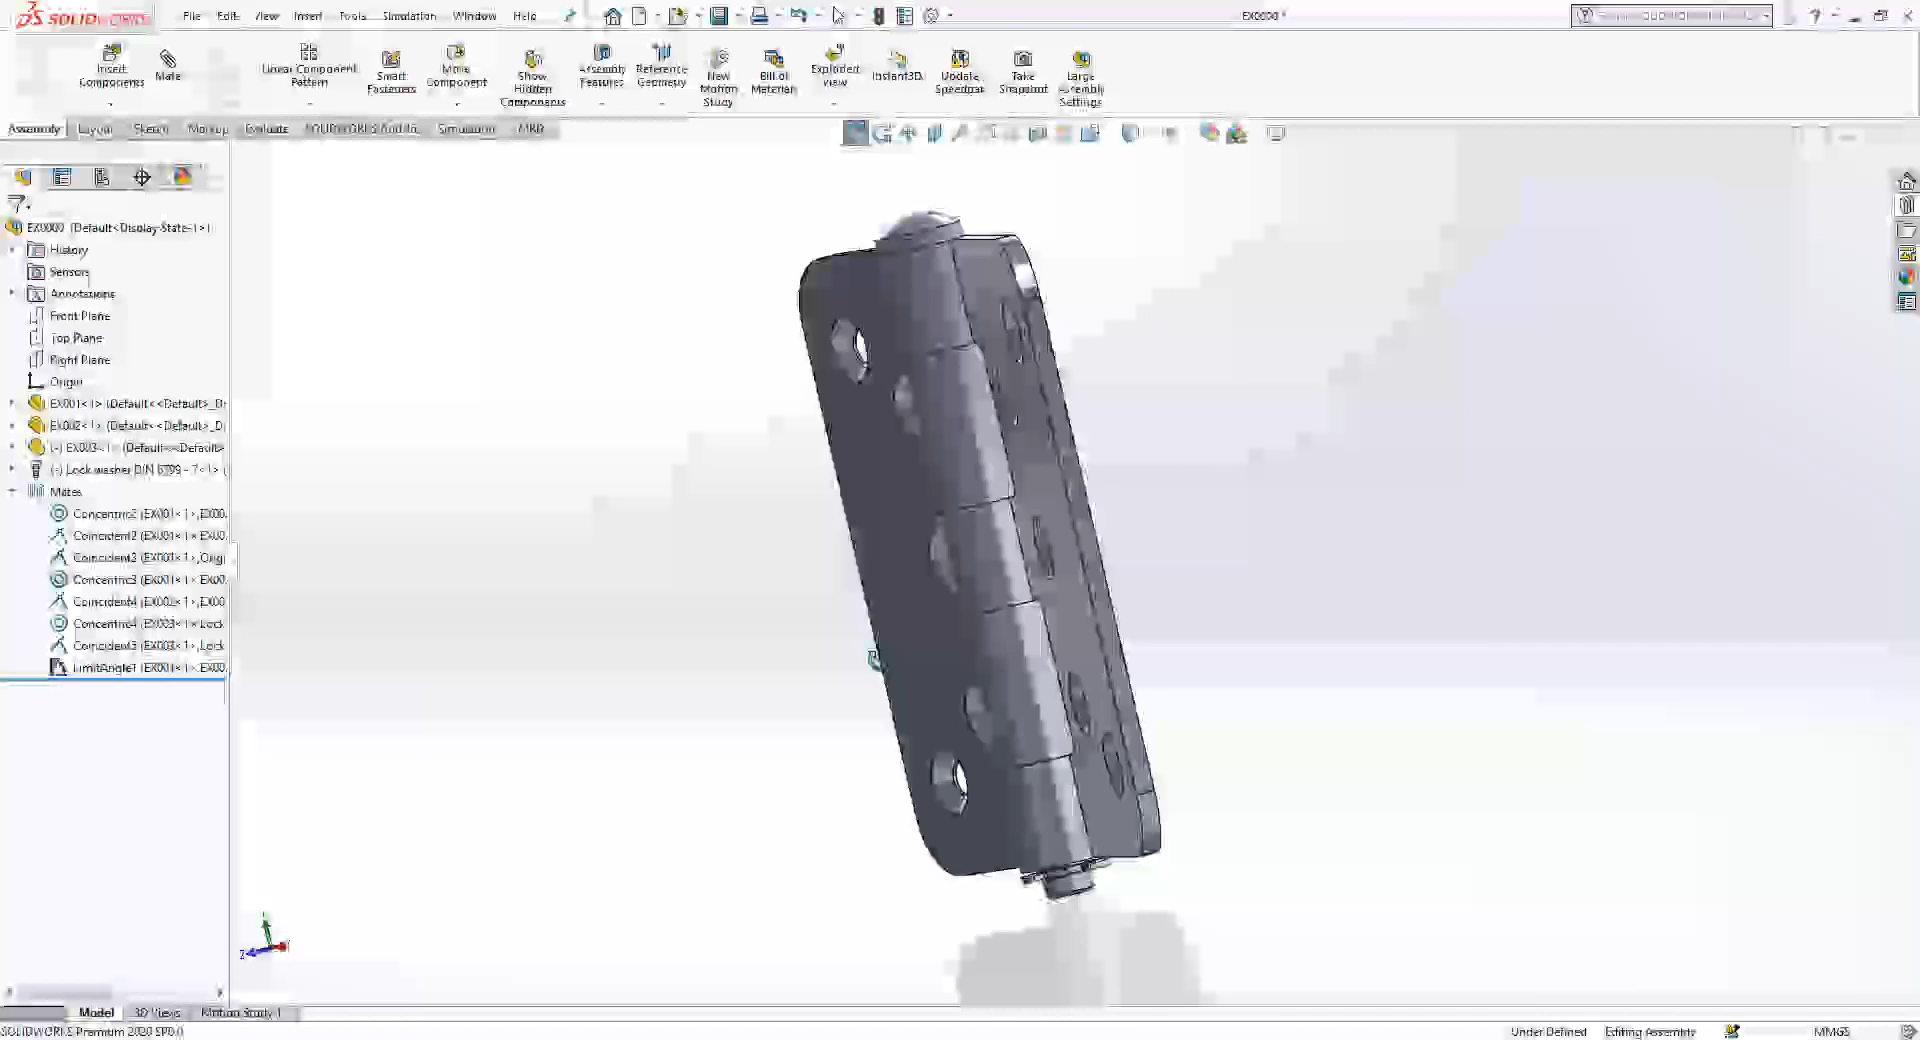 SOLIDWORKS
File Edit View Insert Tools Simulation Window Help
EX0000 *
Insert Components
Mate
Linear Component Pattern
Smart Fasteners
Move Component
Show Hidden Components
Assembly Features
Reference Geometry
New Motion Study
Bill of Materials
Exploded View
Instant3D
Update Speedpak
Take Snapshot
Large Assembly Settings
Assembly Layout Sketch Markup Evaluate SOLIDWORKS Add-Ins Simulation MBD
EX0000 (Default<Display State-1>)
History
Sensors
Annotations
Front Plane
Top Plane
Right Plane
Origin
EX001<1> (Default<<Default>_D
EX002<1> (Default<<Default>_D
(-) EX003<1> (Default<<Default>
(-) Lock washer DIN 6799 - 7<1> (
Mates
Concentric2 (EX001<1>,EX00
Coincident2 (EX001<1>,EX00
(EX001<1>,Orig
Concentric3 (EX001<1>,EX00
Coincident4 (EX002<1>,EX00
Concentric4 (EX003<1>,Lock
(EX003<1>,Lock
LimitAngle1 (EX001<1>,EX00
Z
Model 3D Views Motion Study 1
SOLIDWORKS Premium 2020 SP0.0
Under Defined Editing Assembly MMGS